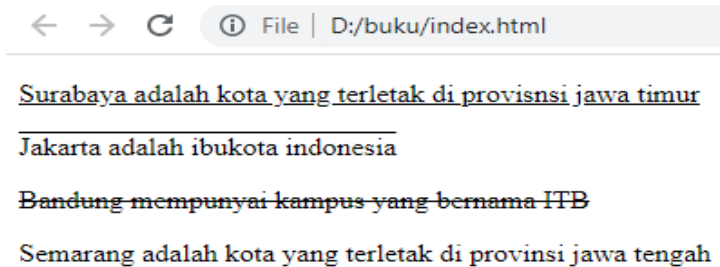 File | D:/buku/index.html
Surabaya adalah kota yang terletak di provisnsi jawa timur
Jakarta adalah ibukota indonesia
Bandung mempunyai kampus yang bernama ITB
Semarang adalah kota yang terletak di provinsi jawa tengah